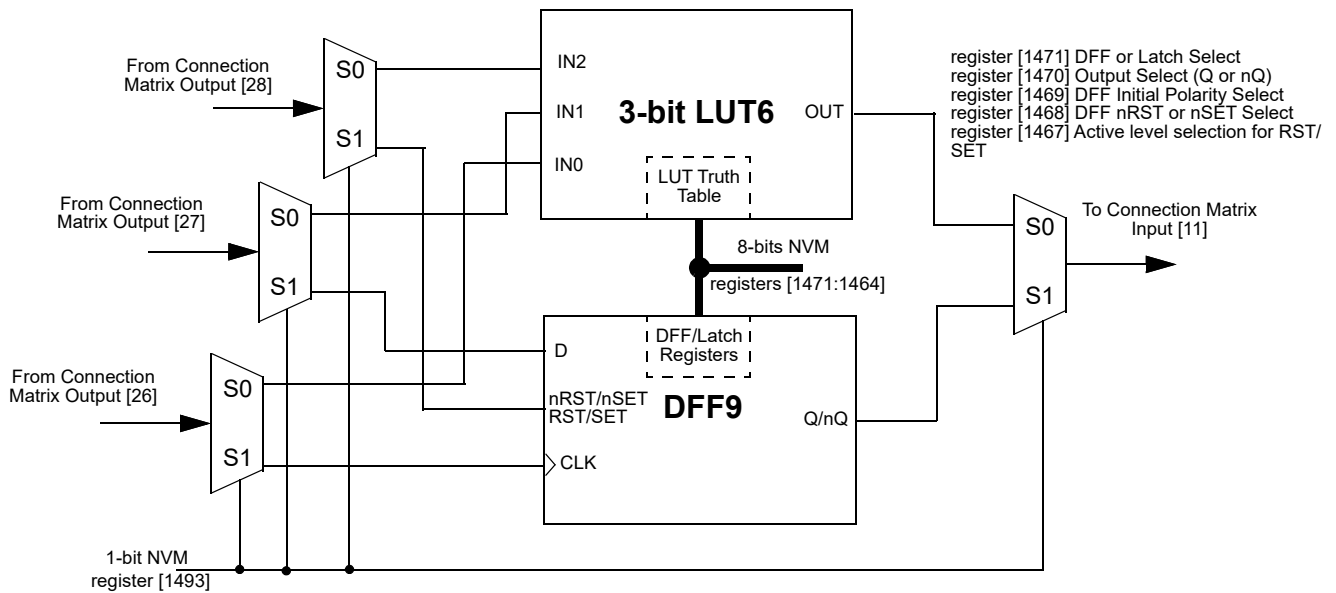 From Connection
Matrix Output [28]
S0
S1
IN2
IN1
IN0
3-bit LUT6
OUT
LUT Truth
Table
register [1471] DFF or Latch Select
register [1470] Output Select (Q or nQ)
register [1469] DFF Initial Polarity Select
register [1468] DFF nRST or nSET Select
register [1467] Active level selection for RST/
SET
From Connection
Matrix Output [27]
S0
S1
8-bits NVM
registers [1471:1464]
S0
S1
To Connection Matrix
Input [11]
From Connection
Matrix Output [26]
S0
S1
DFF/Latch
Registers
D
nRST/nSET
RST/SET
DFF9
Q/nQ
CLK
1-bit NVM
register [1493]